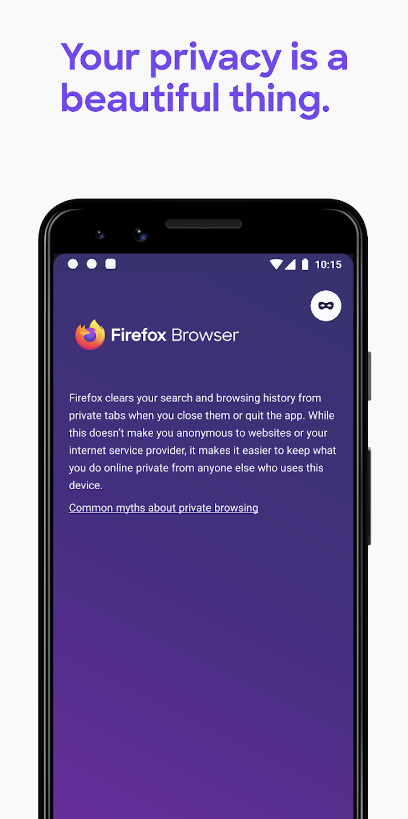 Your privacy is a
beautiful thing.
10:15
Firefox Browser
Firefox clears your search and browsing history from
private tabs when you close them or quit the app. While
this doesn't make you anonymous to websites or your
internet service provider, it makes it easier to keep what
you do online private from anyone else who uses this
device.
Common myths about private browsing